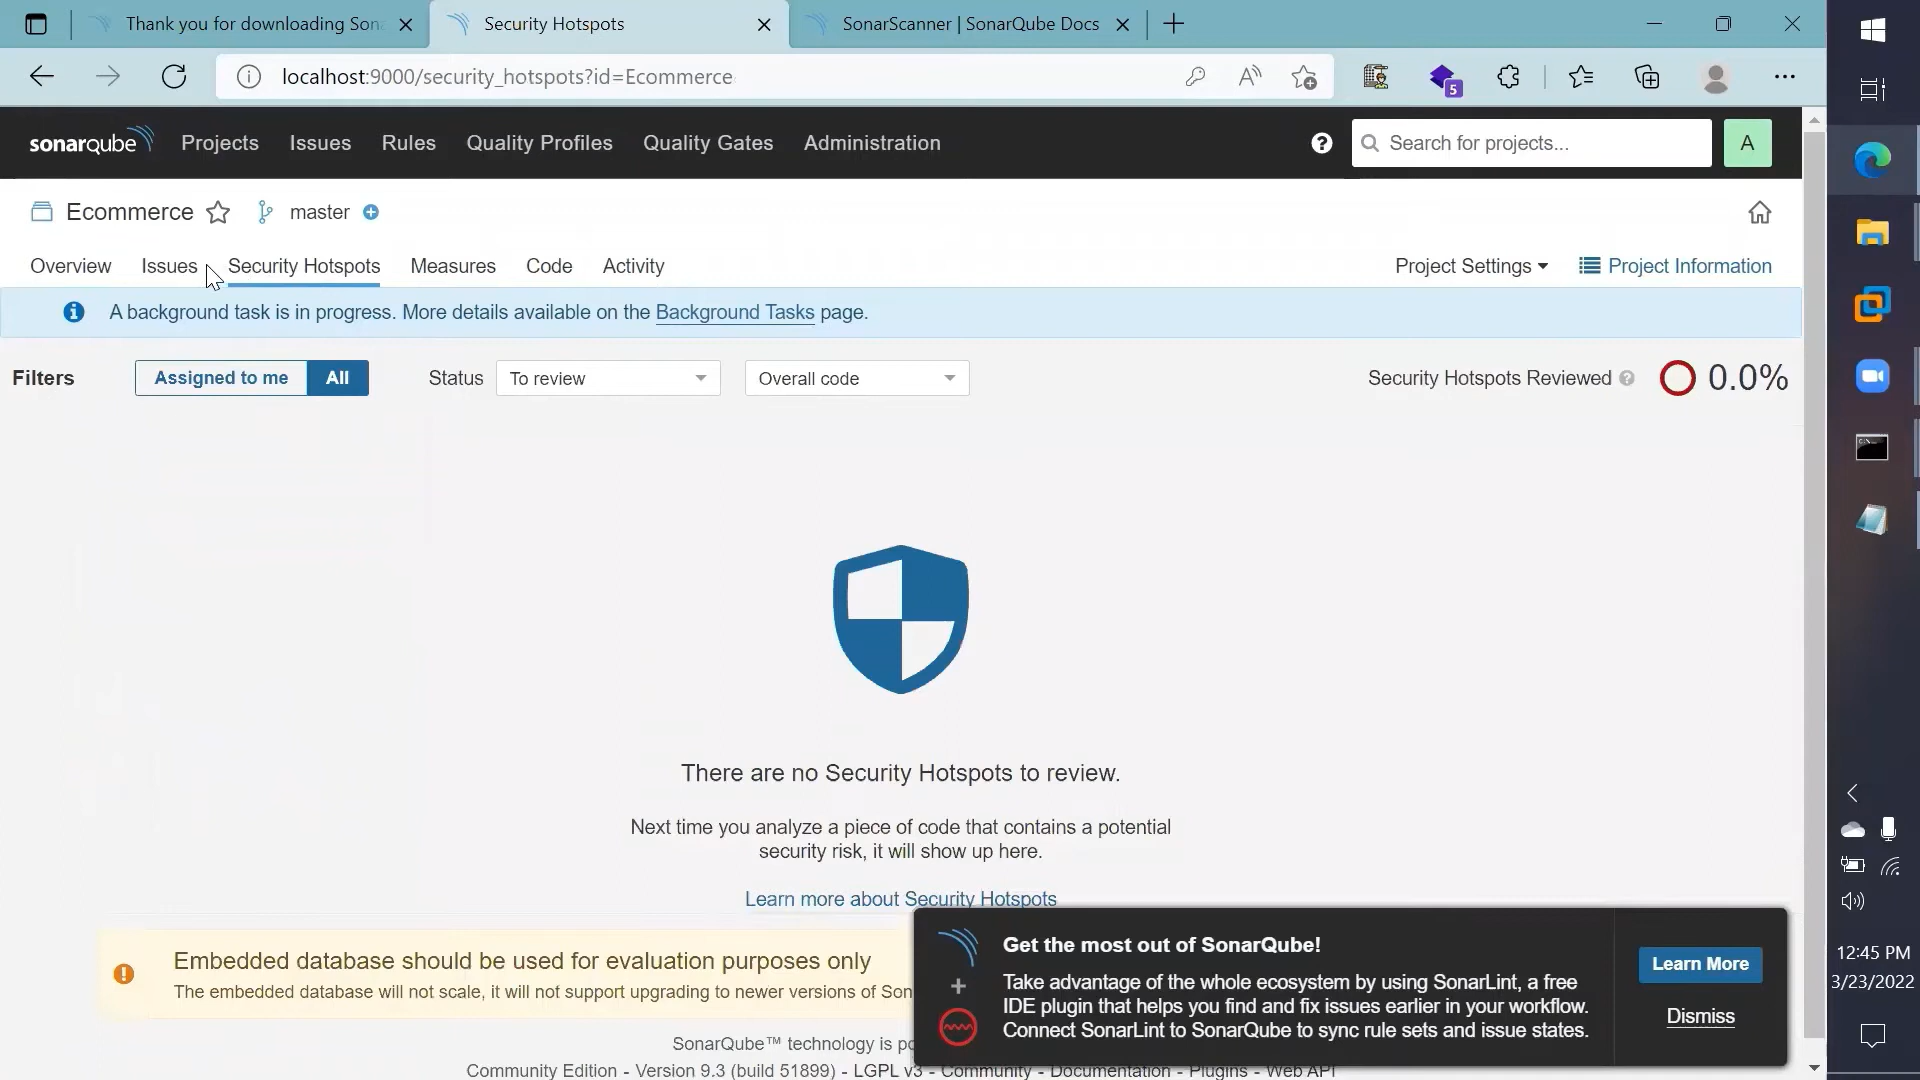 Thank you for downloading Son
Security Hotspots
SonarScanner | SonarQube Docs
localhost:9000/security_hotspots?id=Ecommerce
5
sonarqube
Projects
Issues
Rules
Quality Profiles
Quality Gates
Administration
?
Search for projects...
A
Ecommerce
master
Overview
Issues
Security Hotspots
Measures
Code
Activity
Project Settings
Project Information
A background task is in progress. More details available on the Background Tasks page.
Filters
Assigned to me
All
Status
To review
Overall code
Security Hotspots Reviewed
0.0%
There are no Security Hotspots to review.
Next time you analyze a piece of code that contains a potential
security risk, it will show up here.
Learn more about Security Hotspots
Embedded database should be used for evaluation purposes only
The embedded database will not scale, it will not support upgrading to newer versions of Son
Get the most out of SonarQube!
Take advantage of the whole ecosystem by using SonarLint, a free
IDE plugin that helps you find and fix issues earlier in your workflow.
Connect SonarLint to SonarQube to sync rule sets and issue states.
Learn More
Dismiss
SonarQube™ technology is po
Community Edition - Version 9.3 (build 51899) - LGPL v3 - Community - Documentation - Plugins - Web API
12:45 PM
3/23/2022